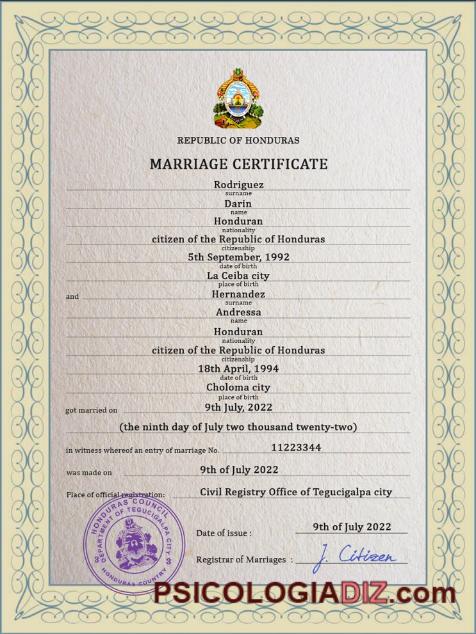 REPUBLIC OF HONDURAS
MARRIAGE CERTIFICATE
Rodriguez
surname
Darin
name
Honduran
nationality
citizen of the Republic of Honduras
citizenship
5th September, 1992
date of birth
La Ceiba city
place of birth
and Hernandez
surname
Andressa
name
Honduran
nationality
citizen of the Republic of Honduras
citizenship
18th April, 1994
date of birth
Choloma city
place of birth
got married on 9th July, 2022
(the ninth day of July two thousand twenty-two)
in witness whereof an entry of marriage No. 11223344
was made on 9th of July 2022
Place of official registration: Civil Registry Office of Tegucigalpa city
HONDURAS COUNCIL
DEPARTMENT OF TEGUCIGALPA CITY
HONDURAS COUNTRY
Date of issue : 9th of July 2022
Registrar of Marriages : J. Citizen
PSICOLOGIADIZ.com